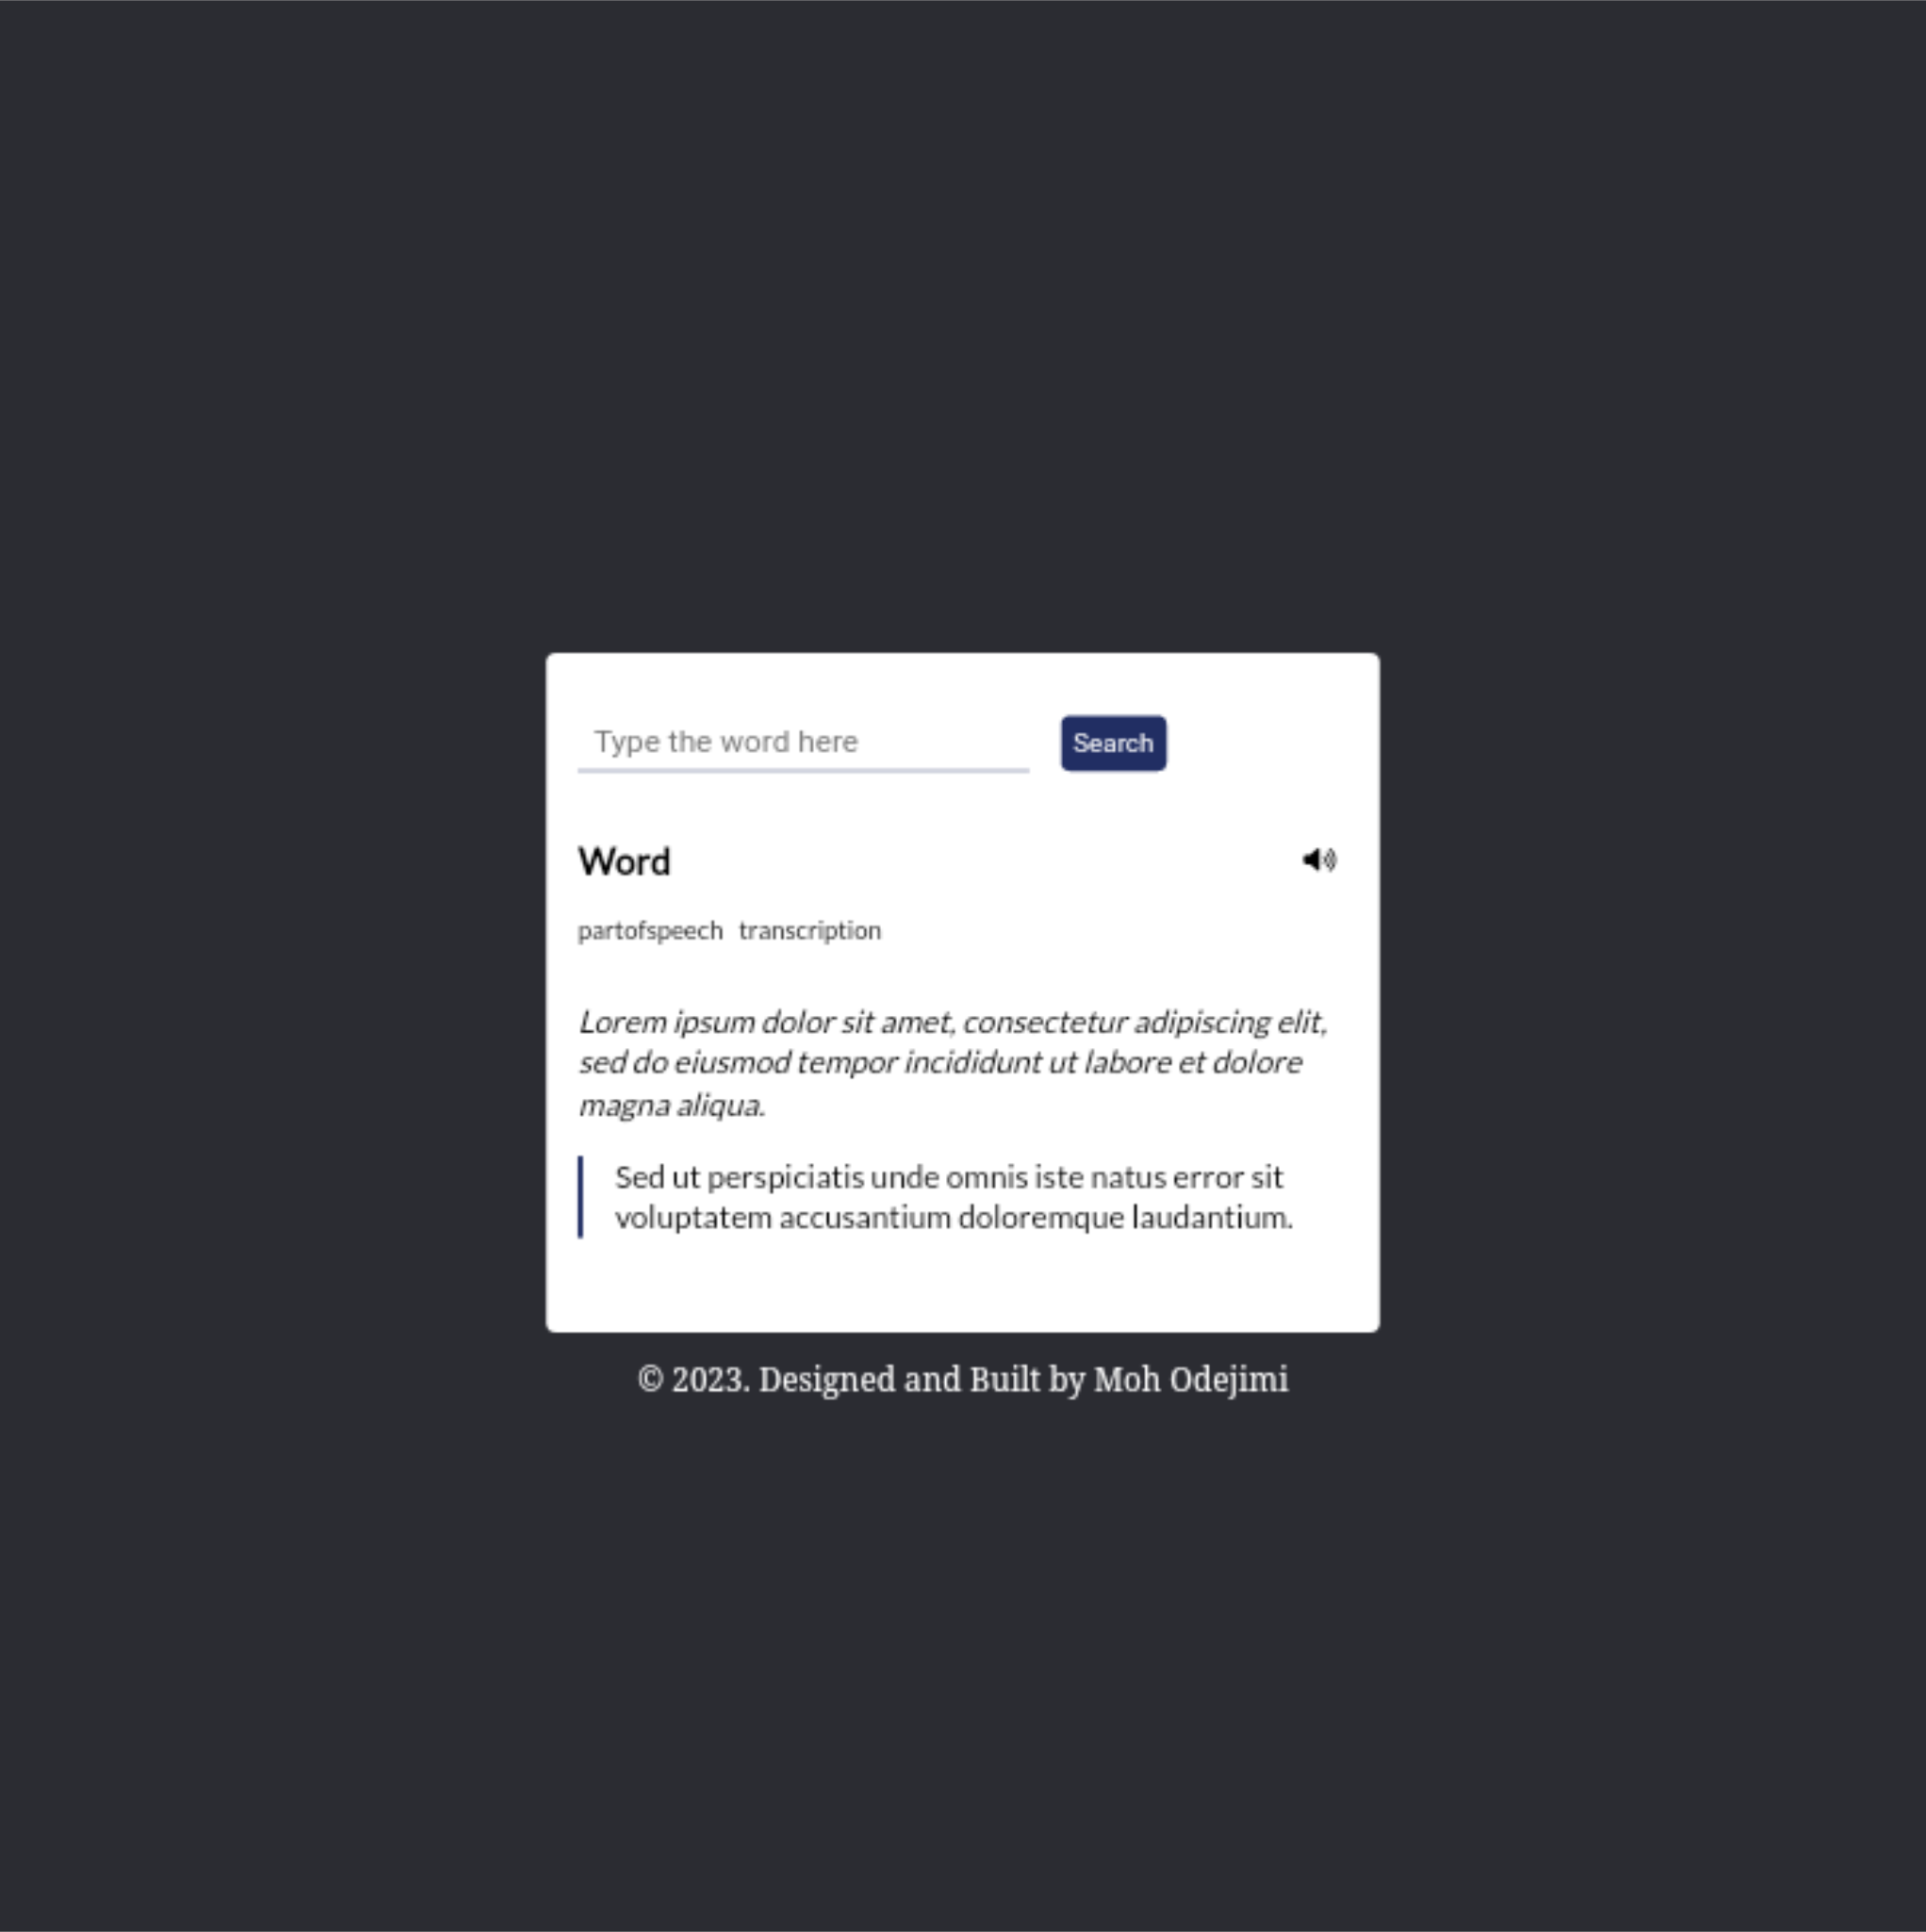 Type the word here
Search
Word
partofspeech transcription
Lorem ipsum dolor sit amet, consectetur adipiscing elit,
sed do eiusmod tempor incididunt ut labore et dolore
magna aliqua.
Sed ut perspiciatis unde omnis iste natus error sit
voluptatem accusantium doloremque laudantium.
© 2023. Designed and Built by Moh Odejimi